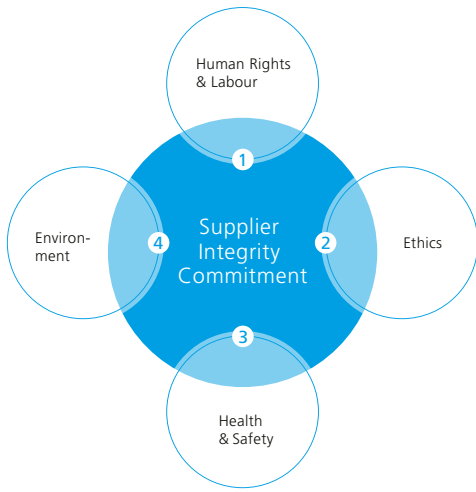 Human Rights
& Labour
1
Supplier
Integrity
Commitment
2
Ethics
3
Health
& Safety
4
Environ-
ment